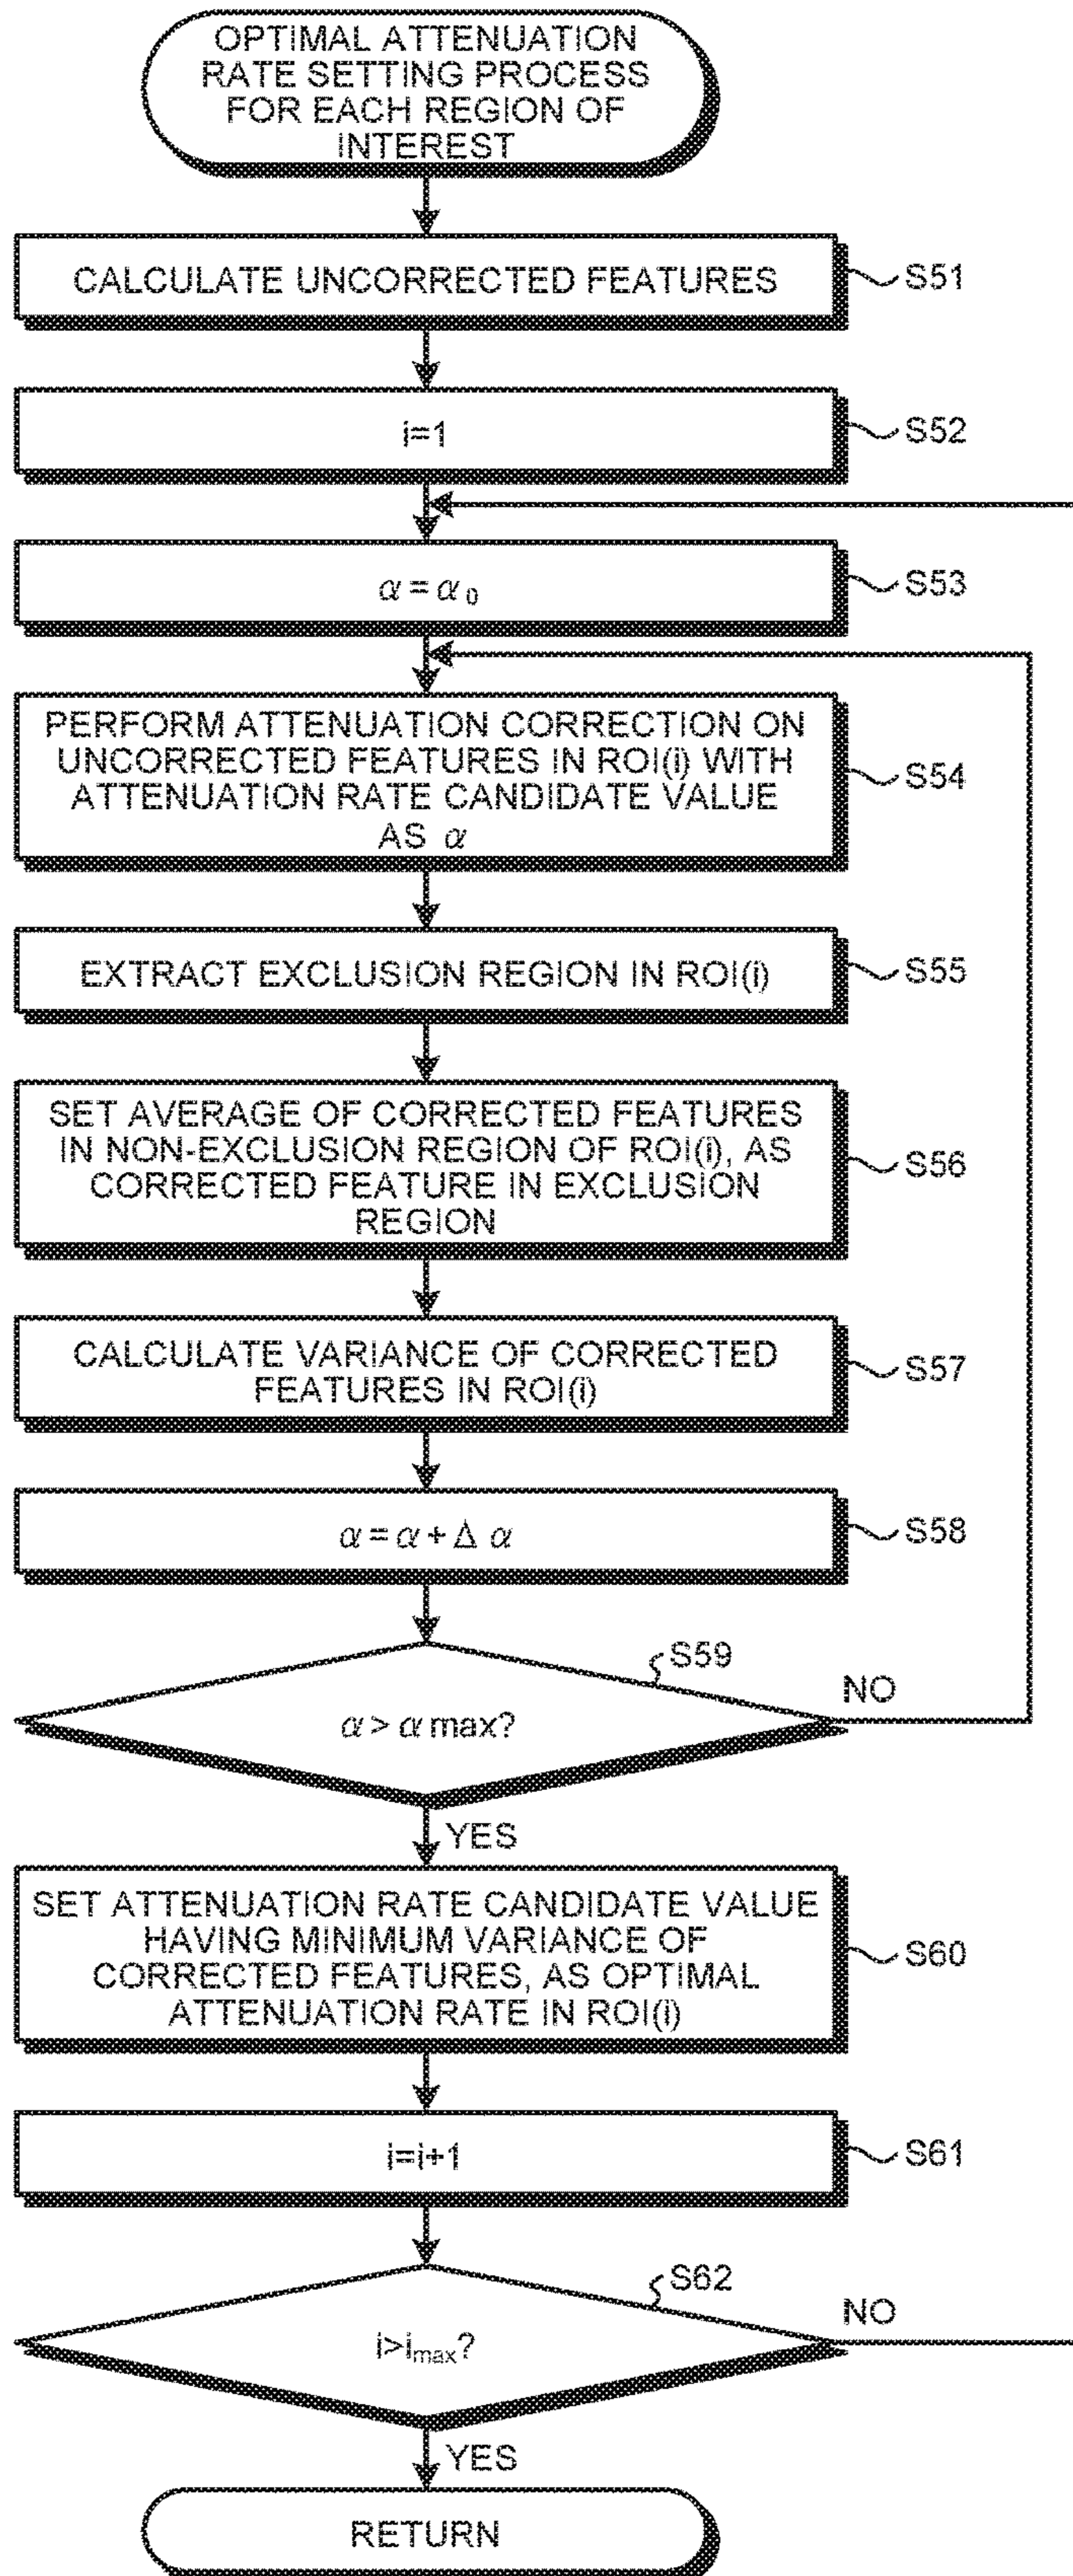 OPTIMAL ATTENUATION
RATE SETTING PROCESS
FOR EACH REGION OF
INTEREST
CALCULATE UNCORRECTED FEATURES
S51
i=1
S52
α = α₀
S53
PERFORM ATTENUATION CORRECTION ON
UNCORRECTED FEATURES IN ROI(i) WITH
ATTENUATION RATE CANDIDATE VALUE
AS α
S54
EXTRACT EXCLUSION REGION IN ROI(i)
S55
SET AVERAGE OF CORRECTED FEATURES
IN NON-EXCLUSION REGION OF ROI(i), AS
CORRECTED FEATURE IN EXCLUSION
REGION
S56
CALCULATE VARIANCE OF CORRECTED
FEATURES IN ROI(i)
S57
α = α + Δ α
S58
S59
α > α max?
NO
YES
SET ATTENUATION RATE CANDIDATE VALUE
HAVING MINIMUM VARIANCE OF
CORRECTED FEATURES, AS OPTIMAL
ATTENUATION RATE IN ROI(i)
S60
i=i+1
S61
S62
i>imax?
NO
YES
RETURN